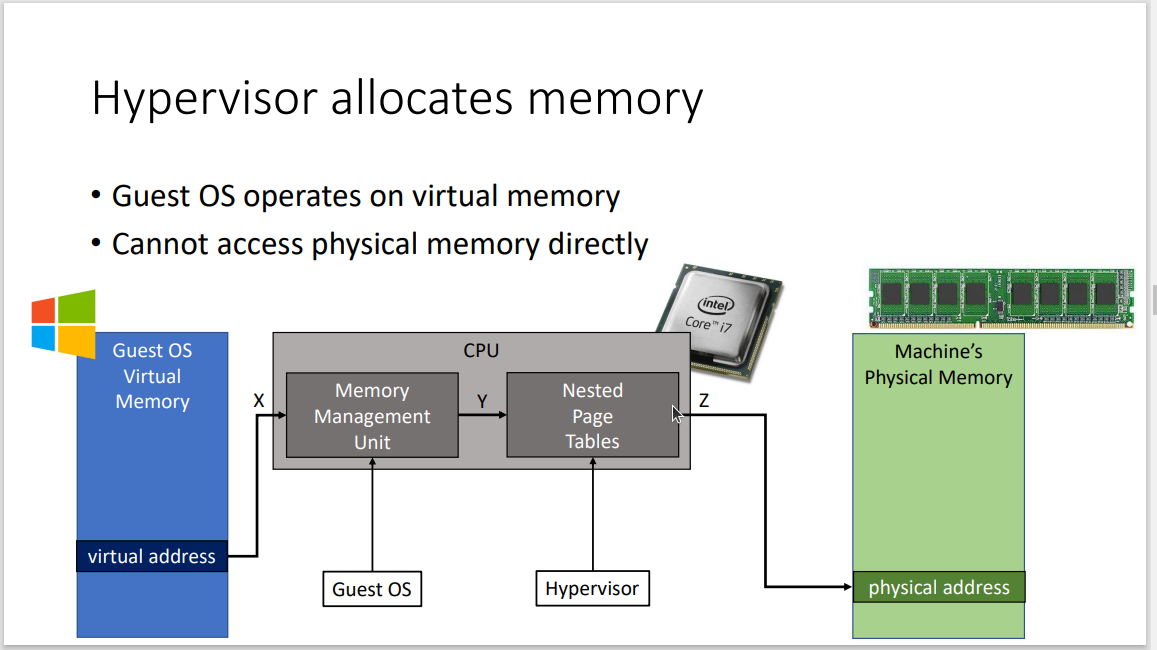 Hypervisor allocates memory
• Guest OS operates on virtual memory
• Cannot access physical memory directly
intel
Core™ i7
Guest OS
Virtual
Memory
CPU
Machine’s
Physical Memory
X
Memory
Management
Unit
Y
Nested
Page
Tables
Z
virtual address
Guest OS
Hypervisor
physical address